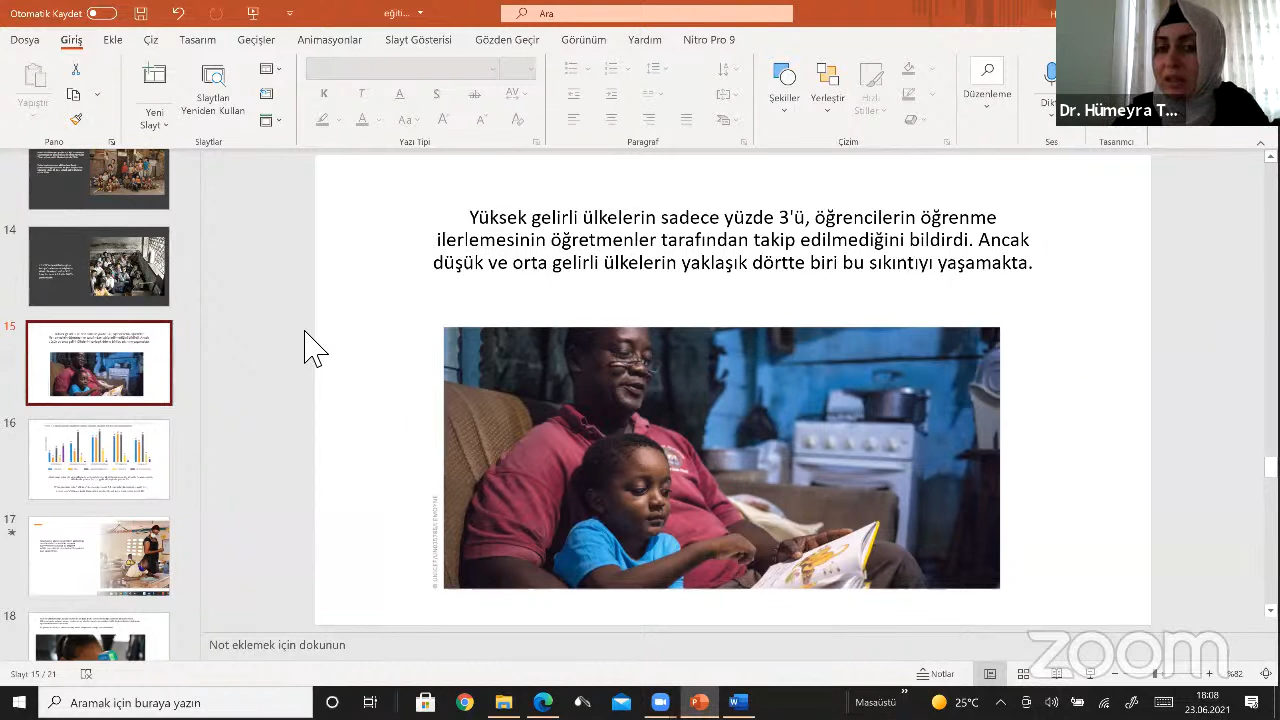 Otomatik Kaydet
eğiti...
Ara
Dosya Giriş Ekle Çiz Tasarım Geçişler Animasyonlar Slayt Gösterisi Gözden Geçir Görünüm Yardım Nitro Pro 9
Yapıştır
Yeni
Slayt
Slaytları
Yeniden Kullan
Şekiller
Yerleştir
Hızlı
Stiller
Düzenleme
Pano
Slaytlar
Yazı Tipi
Paragraf
Çizim
Ses
Tasarımcı
Dr. Hümeyra T...
14
15
16
17
18
Yüksek gelirli ülkelerin sadece yüzde 3'ü, öğrencilerin öğrenme
ilerlemesinin öğretmenler tarafından takip edilmediğini bildirdi. Ancak
düşük ve orta gelirli ülkelerin yaklaşık dörtte biri bu sıkıntıyı yaşamakta.
Not eklemek için dokunun
zoom
Slayt 15 / 21
Notlar
%82
Aramak için buraya yazın
Masaüstü
25°C
18:08
23.06.2021